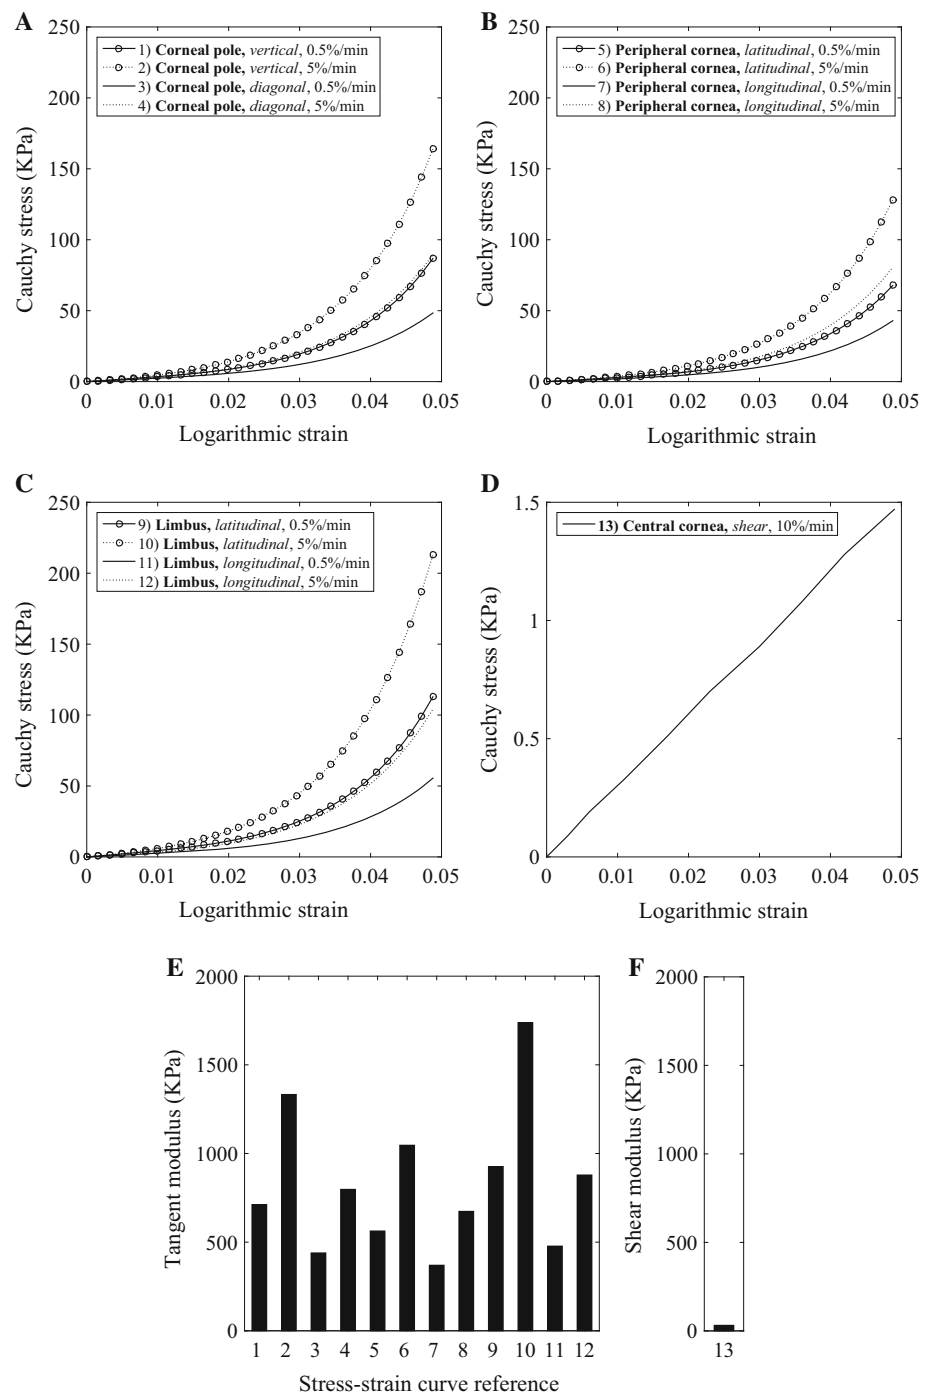 A
250
200
150
100
50
0
Cauchy stress (KPa)
1) Corneal pole, vertical, 0.5%/min
2) Corneal pole, vertical, 5%/min
3) Corneal pole, diagonal, 0.5%/min
4) Corneal pole, diagonal, 5%/min
0 0.01 0.02 0.03 0.04 0.05
Logarithmic strain
B
250
200
150
100
50
0
Cauchy stress (KPa)
5) Peripheral cornea, latitudinal, 0.5%/min
6) Peripheral cornea, latitudinal, 5%/min
7) Peripheral cornea, longitudinal, 0.5%/min
8) Peripheral cornea, longitudinal, 5%/min
0 0.01 0.02 0.03 0.04 0.05
Logarithmic strain
C
250
200
150
100
50
0
Cauchy stress (KPa)
9) Limbus, latitudinal, 0.5%/min
10) Limbus, latitudinal, 5%/min
11) Limbus, longitudinal, 0.5%/min
12) Limbus, longitudinal, 5%/min
0 0.01 0.02 0.03 0.04 0.05
Logarithmic strain
D
1.5
1
0.5
0
Cauchy stress (KPa)
13) Central cornea, shear, 10%/min
0 0.01 0.02 0.03 0.04 0.05
Logarithmic strain
E
2000
1500
1000
500
0
Tangent modulus (KPa)
1 2 3 4 5 6 7 8 9 10 11 12
Stress-strain curve reference
F
2000
1500
1000
500
0
Shear modulus (KPa)
13